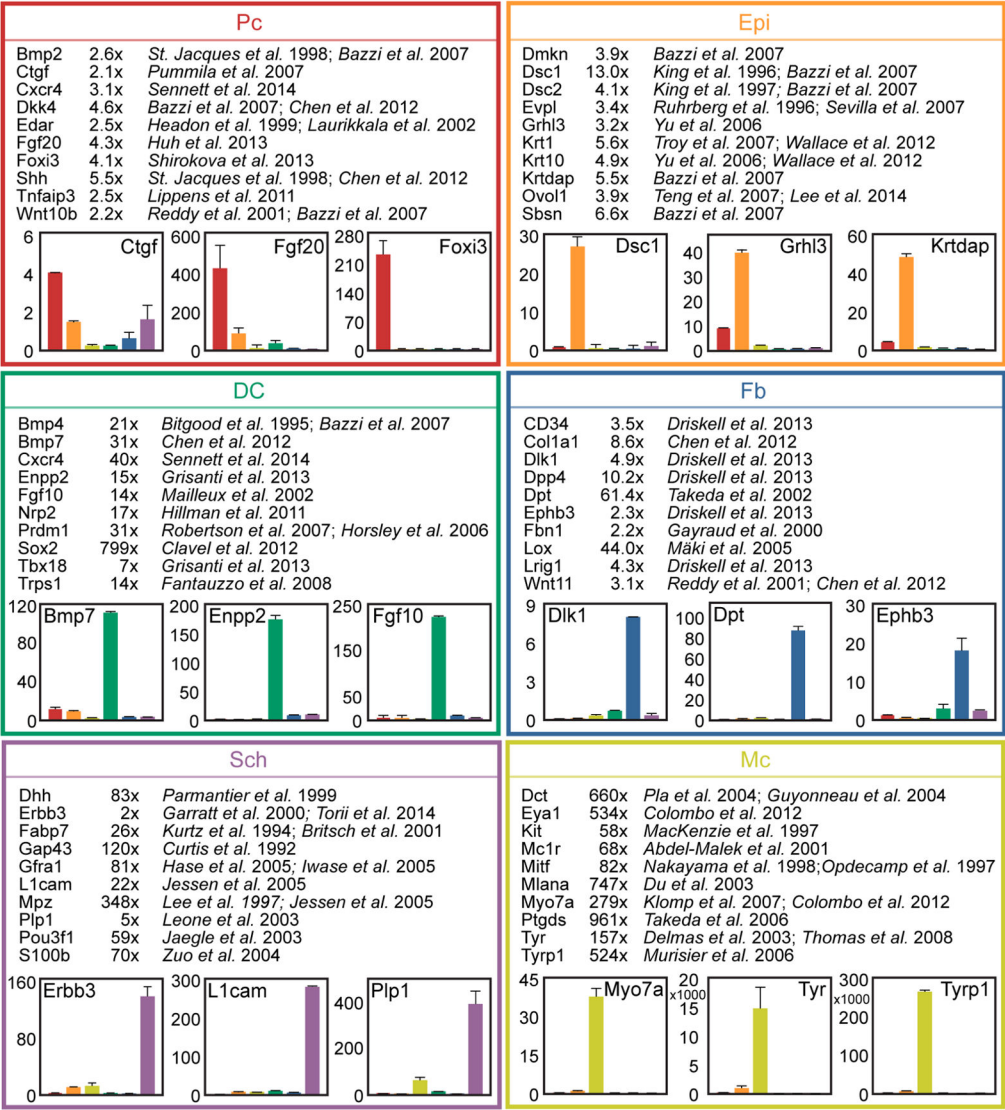 Pc
Bmp2 2.6x St. Jacques et al. 1998; Bazzi et al. 2007
Ctgf 2.1x Pummila et al. 2007
Cxcr4 3.1x Sennett et al. 2014
Dkk4 4.6x Bazzi et al. 2007; Chen et al. 2012
Edar 2.5x Headon et al. 1999; Laurikkala et al. 2002
Fgf20 4.3x Huh et al. 2013
Foxi3 4.1x Shirokova et al. 2013
Shh 5.5x St. Jacques et al. 1998; Chen et al. 2012
Tnfaip3 2.5x Lippens et al. 2011
Wnt10b 2.2x Reddy et al. 2001; Bazzi et al. 2007
6
4
2
0
Ctgf
600
400
200
0
Fgf20
280
210
140
70
0
Foxi3
Epi
Dmkn 3.9x Bazzi et al. 2007
Dsc1 13.0x King et al. 1996; Bazzi et al. 2007
Dsc2 4.1x King et al. 1997; Bazzi et al. 2007
Evpl 3.4x Ruhrberg et al. 1996; Sevilla et al. 2007
Grhl3 3.2x Yu et al. 2006
Krt1 5.6x Troy et al. 2007; Wallace et al. 2012
Krt10 4.9x Yu et al. 2006; Wallace et al. 2012
Krtdap 5.5x Bazzi et al. 2007
Ovol1 3.9x Teng et al. 2007; Lee et al. 2014
Sbsn 6.6x Bazzi et al. 2007
30
20
10
0
Dsc1
40
30
20
10
0
Grhl3
60
40
20
0
Krtdap
DC
Bmp4 21x Bitgood et al. 1995; Bazzi et al. 2007
Bmp7 31x Chen et al. 2012
Cxcr4 40x Sennett et al. 2014
Enpp2 15x Grisanti et al. 2013
Fgf10 14x Mailleux et al. 2002
Nrp2 17x Hillman et al. 2011
Prdm1 31x Robertson et al. 2007; Horsley et al. 2006
Sox2 799x Clavel et al. 2012
Tbx18 7x Grisanti et al. 2013
Trps1 14x Fantauzzo et al. 2008
120
80
40
0
Bmp7
200
150
100
50
0
Enpp2
250
200
150
50
0
Fgf10
Fb
CD34 3.5x Driskell et al. 2013
Col1a1 8.6x Chen et al. 2012
Dlk1 4.9x Driskell et al. 2013
Dpp4 10.2x Driskell et al. 2013
Dpt 61.4x Takeda et al. 2002
Ephb3 2.3x Driskell et al. 2013
Fbn1 2.2x Gayraud et al. 2000
Lox 44.0x Mäki et al. 2005
Lrig1 4.3x Driskell et al. 2013
Wnt11 3.1x Reddy et al. 2001; Chen et al. 2012
9
6
3
0
Dlk1
100
80
60
40
20
0
Dpt
30
20
10
0
Ephb3
Sch
Dhh 83x Parmantier et al. 1999
Erbb3 2x Garratt et al. 2000; Torii et al. 2014
Fabp7 26x Kurtz et al. 1994; Britsch et al. 2001
Gap43 120x Curtis et al. 1992
Gfra1 81x Hase et al. 2005; Iwase et al. 2005
L1cam 22x Jessen et al. 2005
Mpz 348x Lee et al. 1997; Jessen et al. 2005
Plp1 5x Leone et al. 2003
Pou3f1 59x Jaegle et al. 2003
S100b 70x Zuo et al. 2004
160
80
40
0
Erbb3
300
200
100
0
L1cam
400
200
0
Plp1
Mc
Dct 660x Pla et al. 2004; Guyonneau et al. 2004
Eya1 534x Colombo et al. 2012
Kit 58x MacKenzie et al. 1997
Mc1r 68x Abdel-Malek et al. 2001
Mitf 82x Nakayama et al. 1998;Opdecamp et al. 1997
Mlana 747x Du et al. 2003
Myo7a 279x Klomp et al. 2007; Colombo et al. 2012
Ptgds 961x Takeda et al. 2006
Tyr 157x Delmas et al. 2003; Thomas et al. 2008
Tyrp1 524x Murisier et al. 2006
45
30
15
0
Myo7a
20
x1000
15
10
5
0
Tyr
300
x1000
200
100
0
Tyrp1